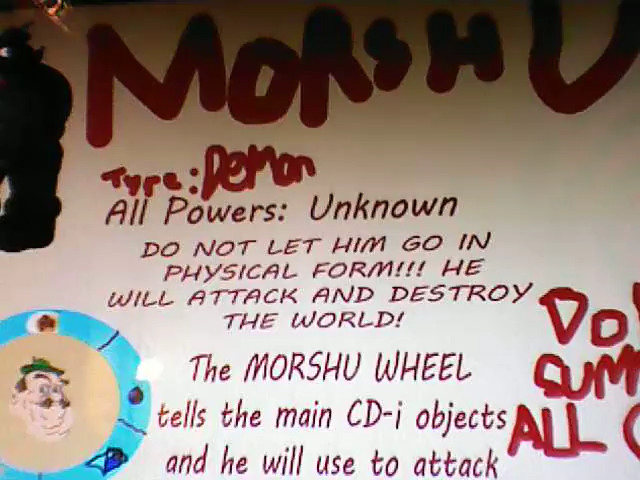 MORSHU
Type: DeMon
All Powers: Unknown
DO NOT LET HIM GO IN
PHYSICAL FORM!!! HE
WILL ATTACK AND DESTROY
THE WORLD!
The MORSHU WHEEL
tells the main CD-i objects
and he will use to attack
ALL